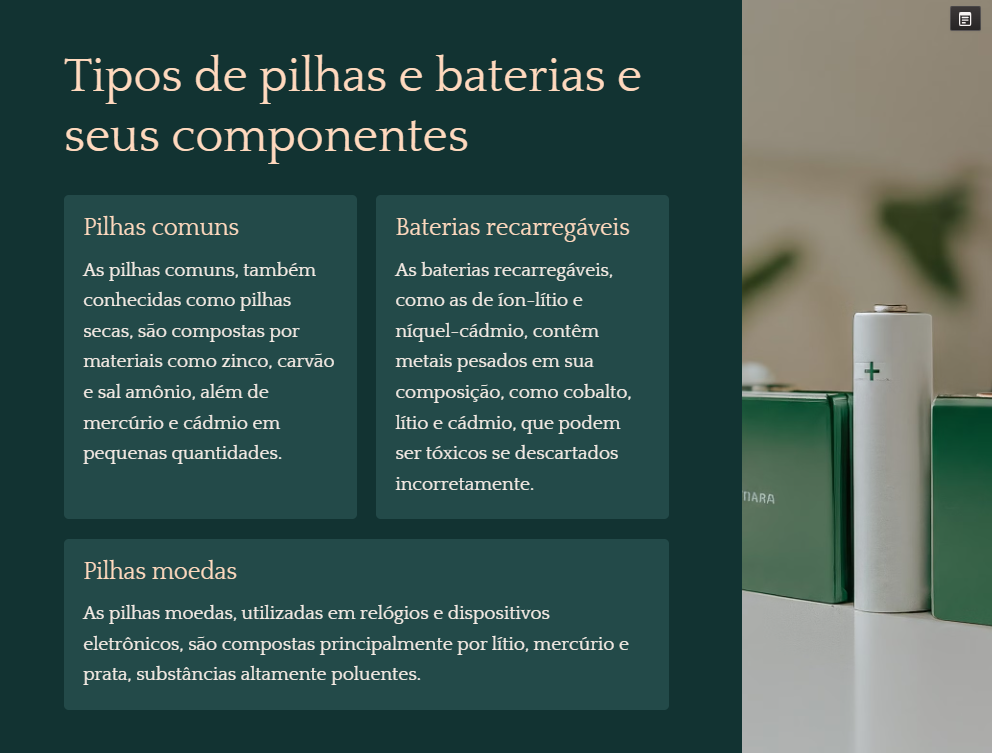 Tipos de pilhas e baterias e
seus componentes
Pilhas comuns
As pilhas comuns, também
conhecidas como pilhas
secas, são compostas por
materiais como zinco, carvão
e sal amônio, além de
mercúrio e cádmio em
pequenas quantidades.
Baterias recarregáveis
As baterias recarregáveis,
como as de íon-lítio e
níquel-cádmio, contêm
metais pesados em sua
composição, como cobalto,
lítio e cádmio, que podem
ser tóxicos se descartados
incorretamente.
Pilhas moedas
As pilhas moedas, utilizadas em relógios e dispositivos
eletrônicos, são compostas principalmente por lítio, mercúrio e
prata, substâncias altamente poluentes.
+
TIARA